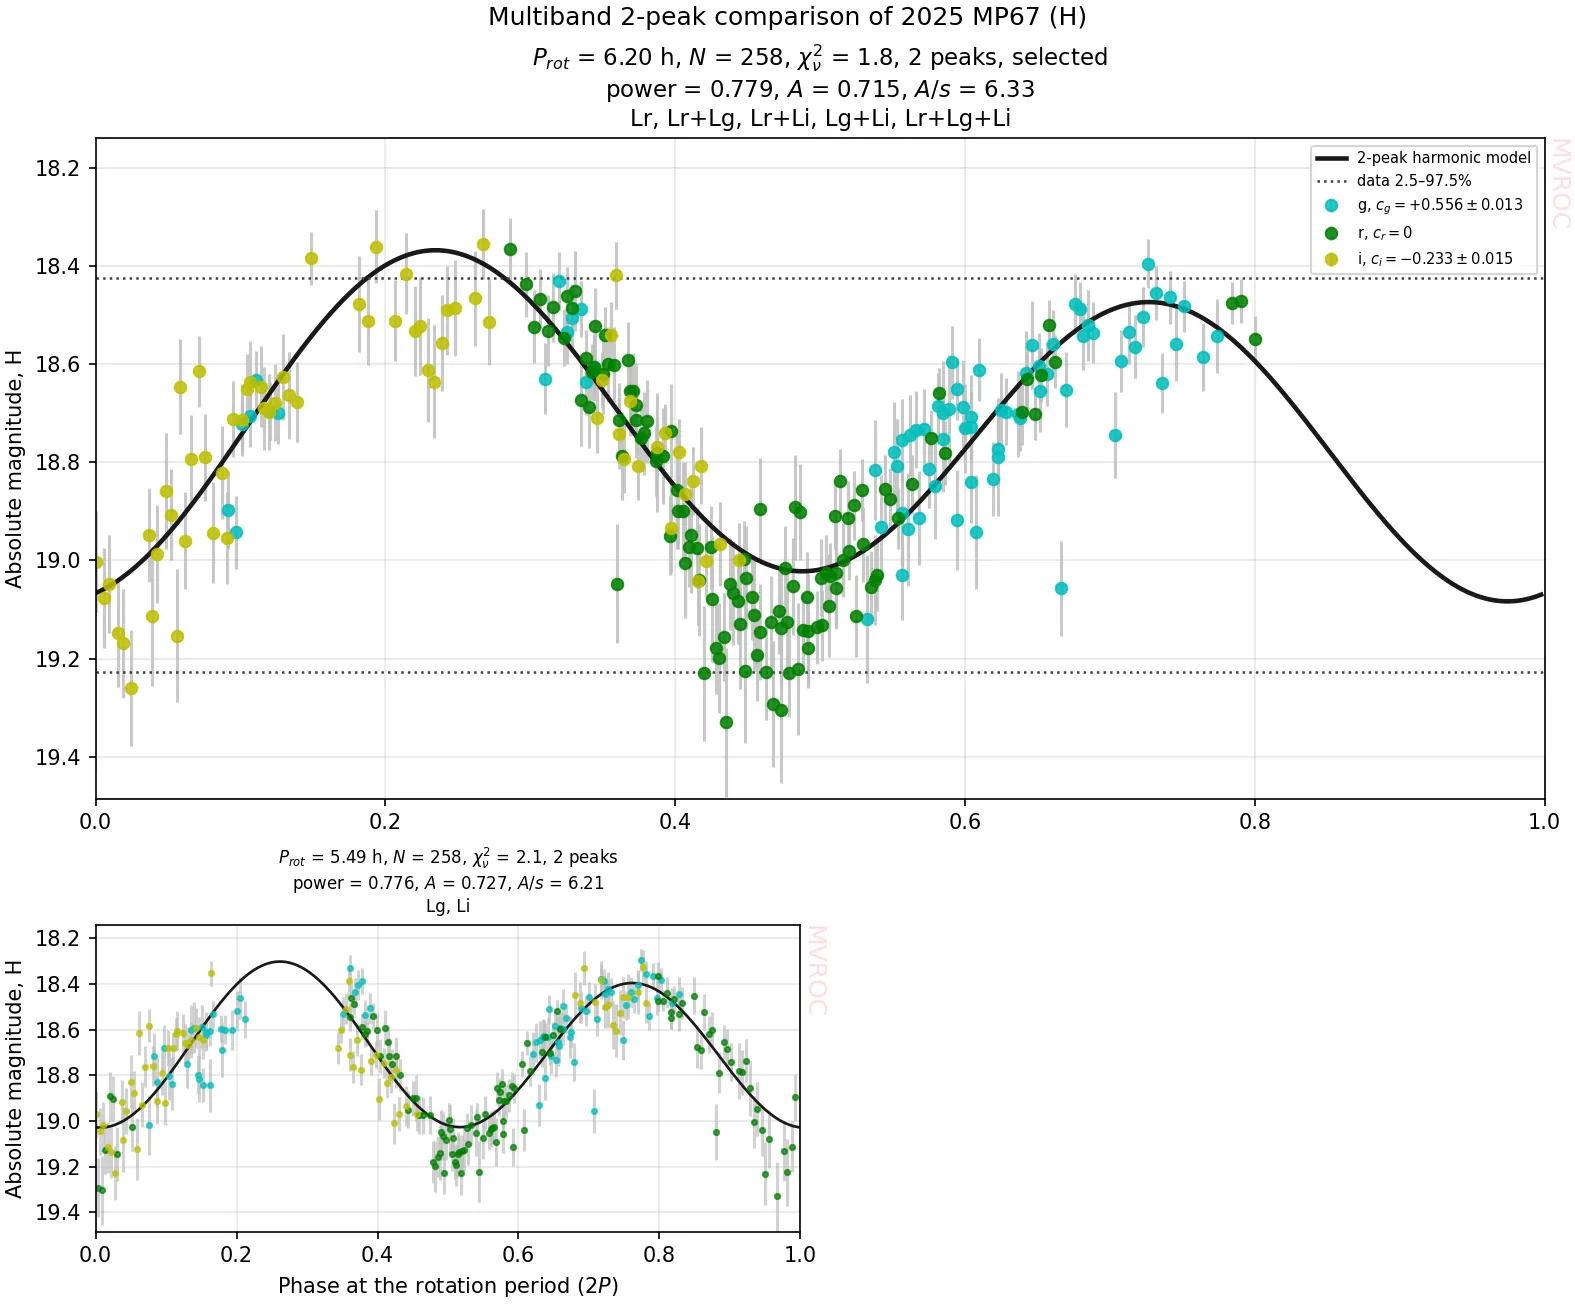 Multiband 2-peak comparison of 2025 MP67 (H)
P_rot = 6.20 h, N = 258, χ²_ν = 1.8, 2 peaks, selected
power = 0.779, A = 0.715, A/s = 6.33
Lr, Lr+Lg, Lr+Li, Lg+Li, Lr+Lg+Li
Absolute magnitude, H
18.2
18.4
18.6
18.8
19.0
19.2
19.4
0.0 0.2 0.4 0.6 0.8 1.0
2-peak harmonic model
data 2.5–97.5%
g, c_g = +0.556 ± 0.013
r, c_r = 0
i, c_i = −0.233 ± 0.015
MVROC
P_rot = 5.49 h, N = 258, χ²_ν = 2.1, 2 peaks
power = 0.776, A = 0.727, A/s = 6.21
Lg, Li
Absolute magnitude, H
18.2
18.4
18.6
18.8
19.0
19.2
19.4
0.0 0.2 0.4 0.6 0.8 1.0
Phase at the rotation period (2P)
MVROC